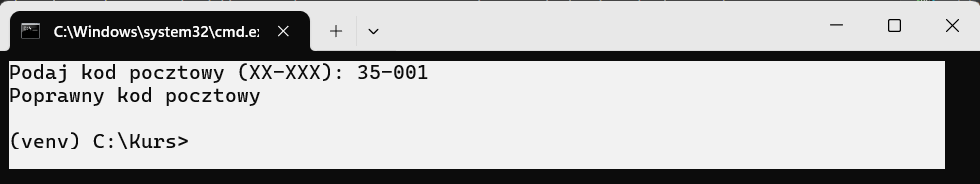 C:\Windows\system32\cmd.e
Podaj kod pocztowy (XX-XXX): 35-001
Poprawny kod pocztowy
(venv) C:\Kurs>